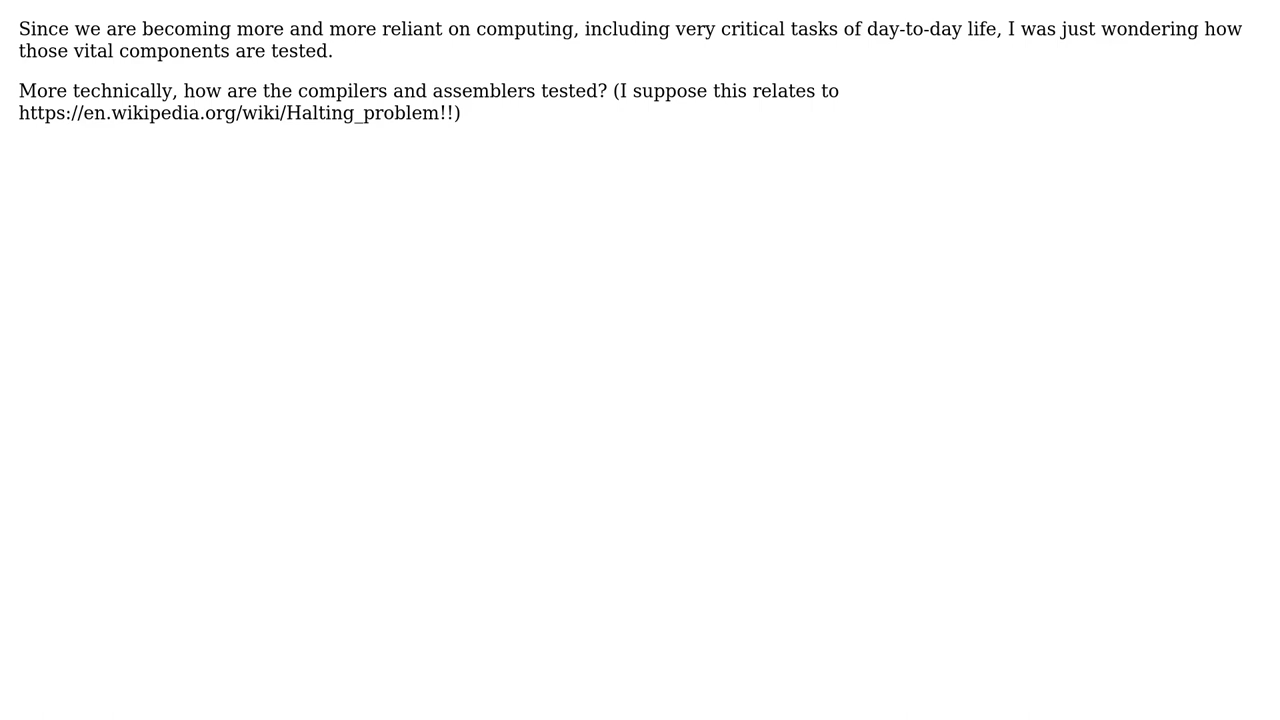 Since we are becoming more and more reliant on computing, including very critical tasks of day-to-day life, I was just wondering how
those vital components are tested.
More technically, how are the compilers and assemblers tested? (I suppose this relates to
https://en.wikipedia.org/wiki/Halting_problem!!)